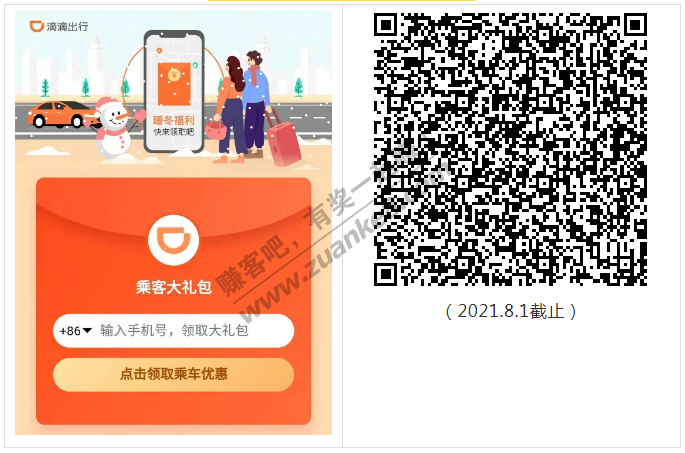 滴滴出行
暖冬福利
快来领取吧
乘客大礼包
+86 输入手机号，领取大礼包
点击领取乘车优惠
（2021.8.1截止）
赚客吧，有奖一起赚
www.zuanke8.com